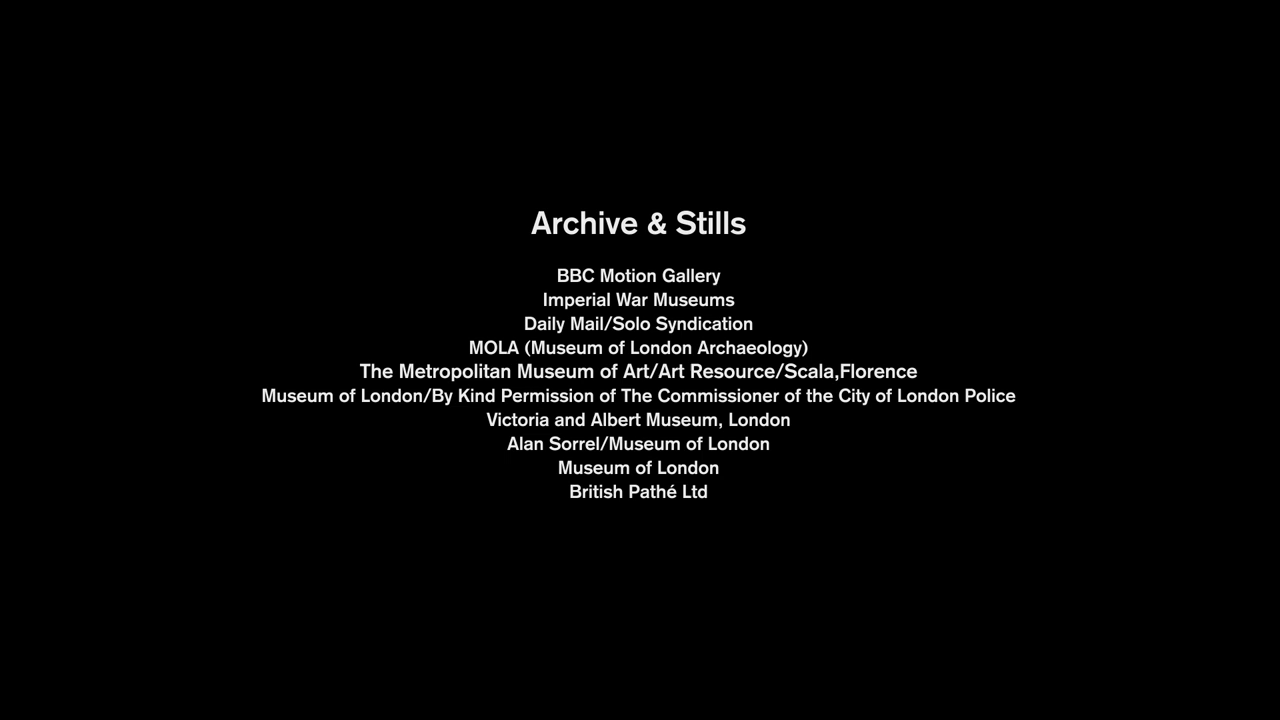 Archive & Stills
BBC Motion Gallery
Imperial War Museums
Daily Mail/Solo Syndication
MOLA (Museum of London Archaeology)
The Metropolitan Museum of Art/Art Resource/Scala,Florence
Museum of London/By Kind Permission of The Commissioner of the City of London Police
Victoria and Albert Museum, London
Alan Sorrel/Museum of London
Museum of London
British Pathé Ltd